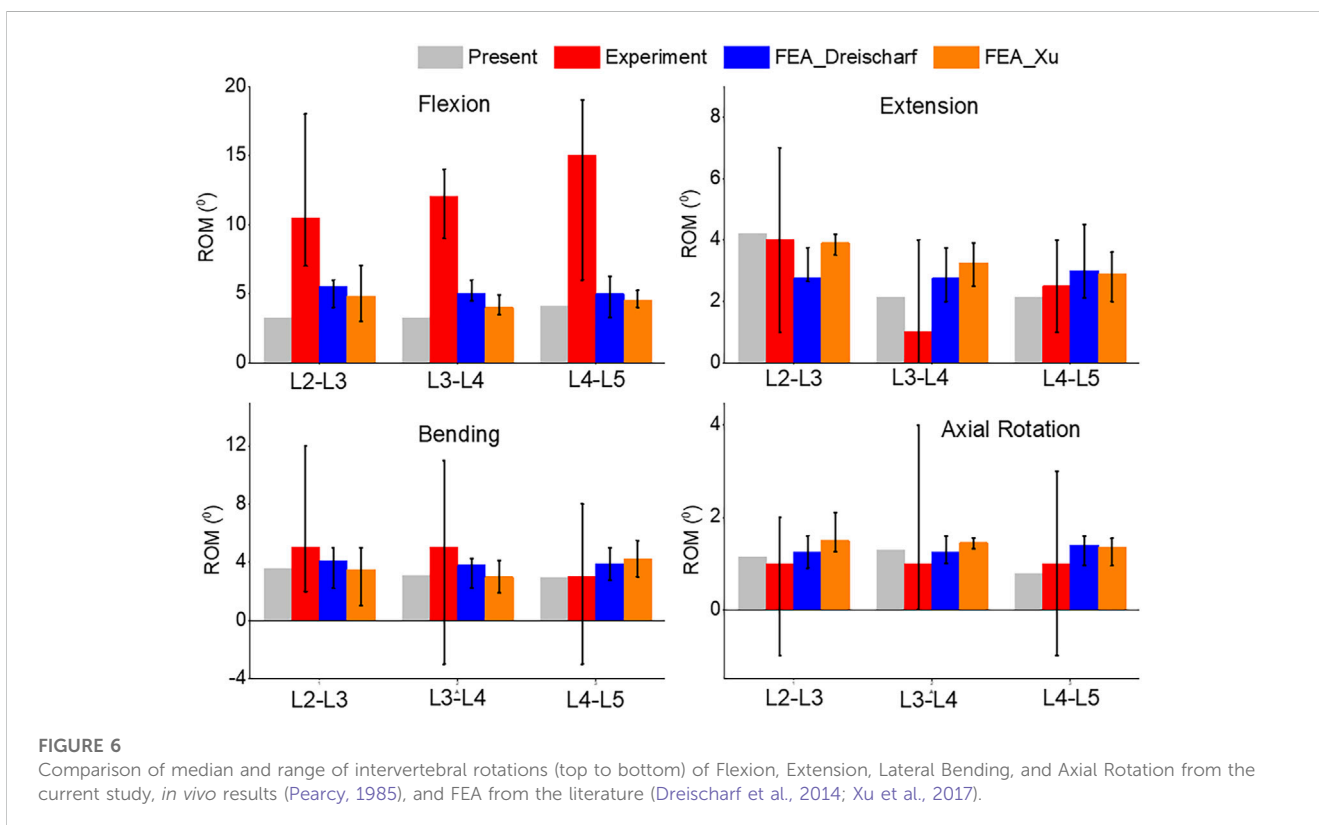 Present Experiment FEA_Dreischarf FEA_Xu
Flexion
ROM (⁰)
20
15
10
5
0
L2-L3 L3-L4 L4-L5
Extension
ROM (⁰)
8
6
4
2
0
L2-L3 L3-L4 L4-L5
Bending
ROM (⁰)
12
8
4
0
-4
L2-L3 L3-L4 L4-L5
Axial Rotation
ROM (⁰)
4
2
0
L2-L3 L3-L4 L4-L5
FIGURE 6
Comparison of median and range of intervertebral rotations (top to bottom) of Flexion, Extension, Lateral Bending, and Axial Rotation from the
current study, in vivo results (Pearcy, 1985), and FEA from the literature (Dreischarf et al., 2014; Xu et al., 2017).